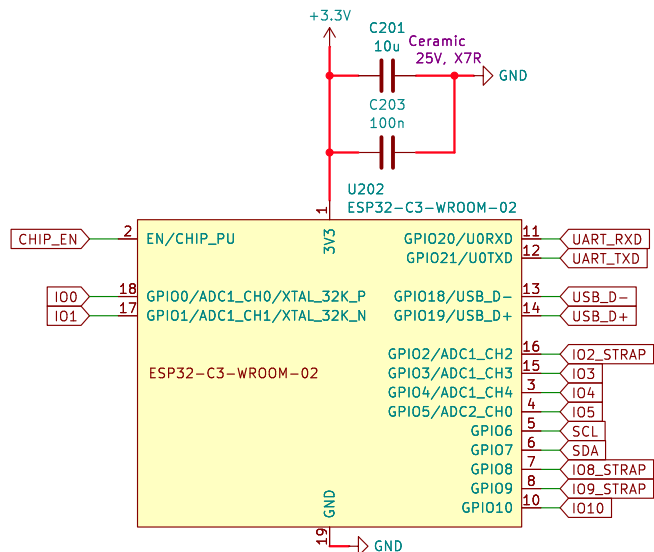 +3.3V
C201
10u
Ceramic
25V, X7R
GND
C203
100n
U202
ESP32-C3-WROOM-02
1
3V3
CHIP_EN
2
EN/CHIP_PU
GPIO20/U0RXD
11
UART_RXD
GPIO21/U0TXD
12
UART_TXD
IO0
18
GPIO0/ADC1_CH0/XTAL_32K_P
GPIO18/USB_D-
13
USB_D-
IO1
17
GPIO1/ADC1_CH1/XTAL_32K_N
GPIO19/USB_D+
14
USB_D+
GPIO2/ADC1_CH2
16
IO2_STRAP
ESP32-C3-WROOM-02
GPIO3/ADC1_CH3
15
IO3
GPIO4/ADC1_CH4
3
IO4
GPIO5/ADC2_CH0
4
IO5
GPIO6
5
SCL
GPIO7
6
SDA
GPIO8
7
IO8_STRAP
GPIO9
8
IO9_STRAP
GPIO10
10
IO10
GND
19
GND